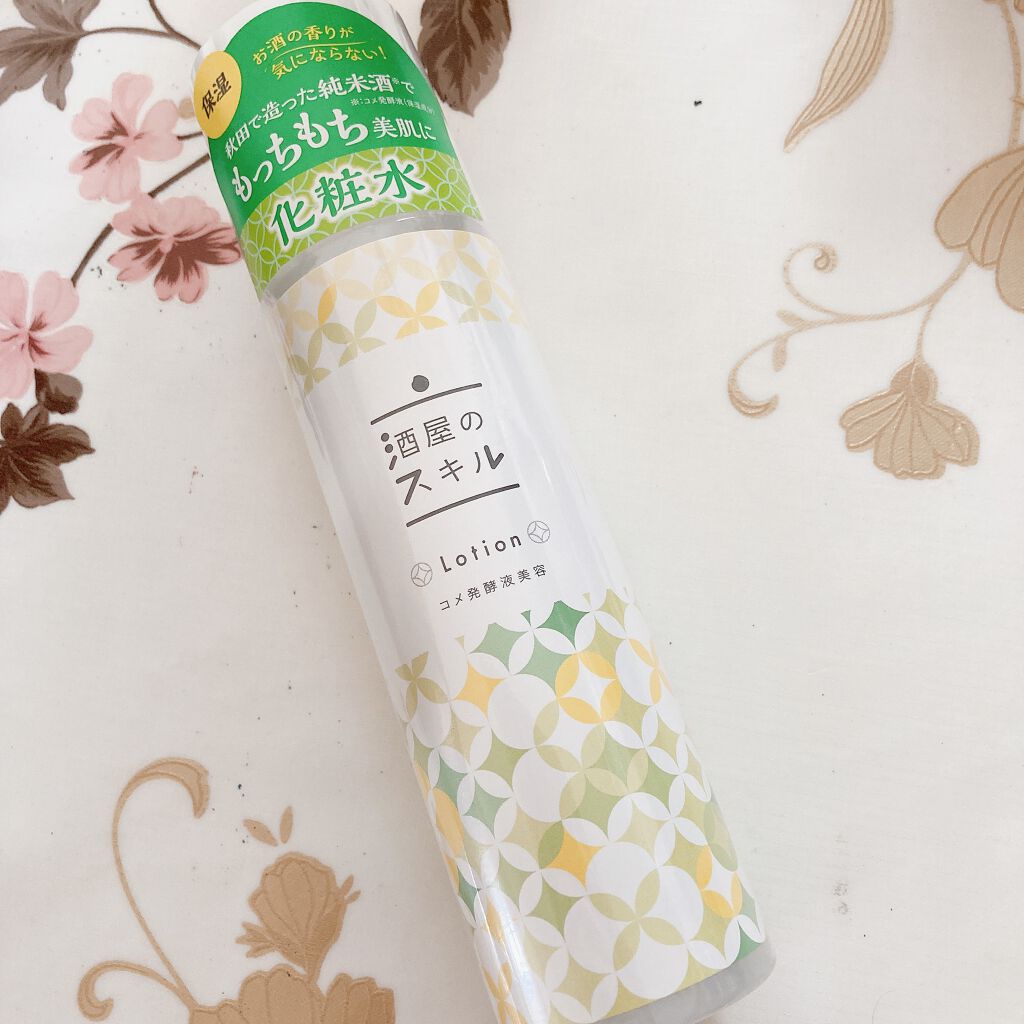 お酒の香りが
気にならない!
保湿
秋田で造った純米酒※で
※:コメ発酵液(保湿成分)
もっちもち美肌に
化粧水
酒屋の
スキル
Lotion
コメ発酵液美容